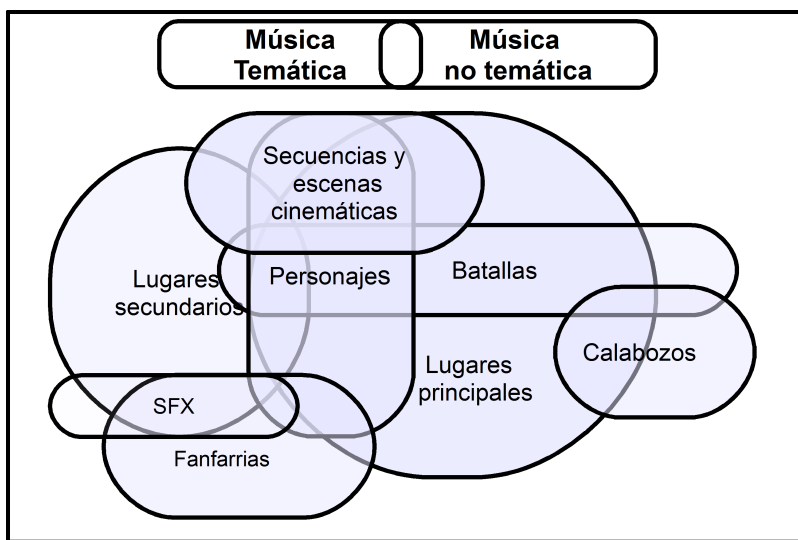 Música
Temática
Música
no temática
Secuencias y
escenas
cinemáticas
Lugares
secundarios
Personajes
Batallas
Lugares
principales
Calabozos
SFX
Fanfarrias